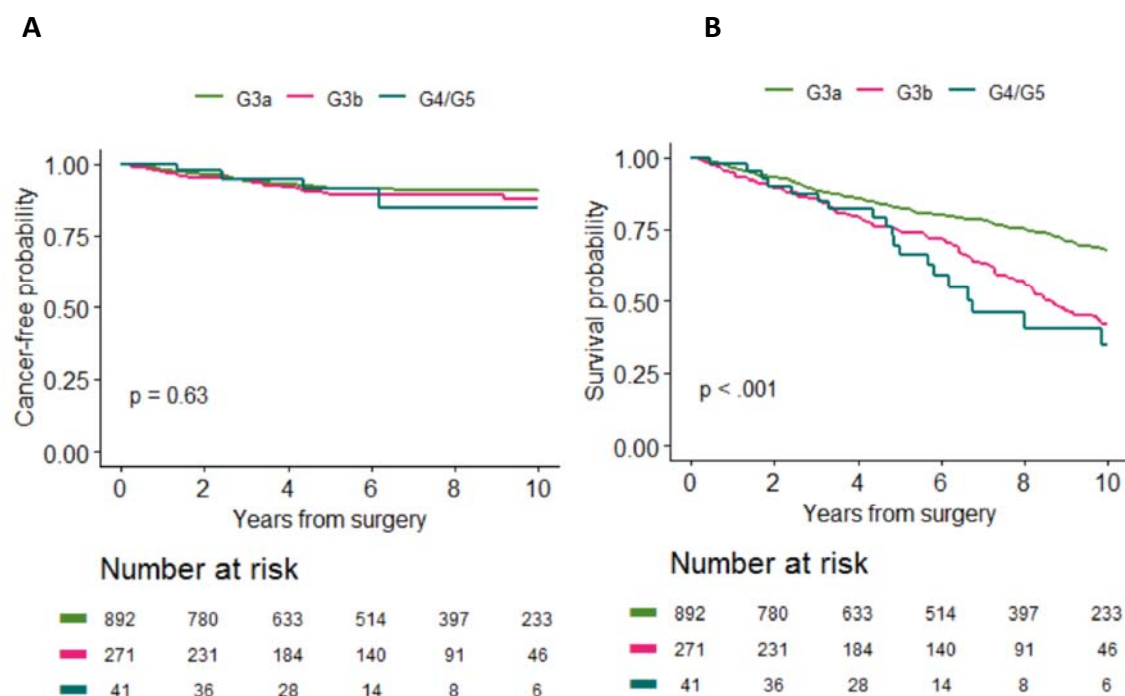 A
G3a G3b G4/G5
1.00
0.75
0.50
0.25
0.00
Cancer-free probability
p = 0.63
0 2 4 6 8 10
Years from surgery
Number at risk
892 780 633 514 397 233
271 231 184 140 91 46
41 36 28 14 8 6
B
G3a G3b G4/G5
1.00
0.75
0.50
0.25
0.00
Survival probability
p < .001
0 2 4 6 8 10
Years from surgery
Number at risk
892 780 633 514 397 233
271 231 184 140 91 46
41 36 28 14 8 6